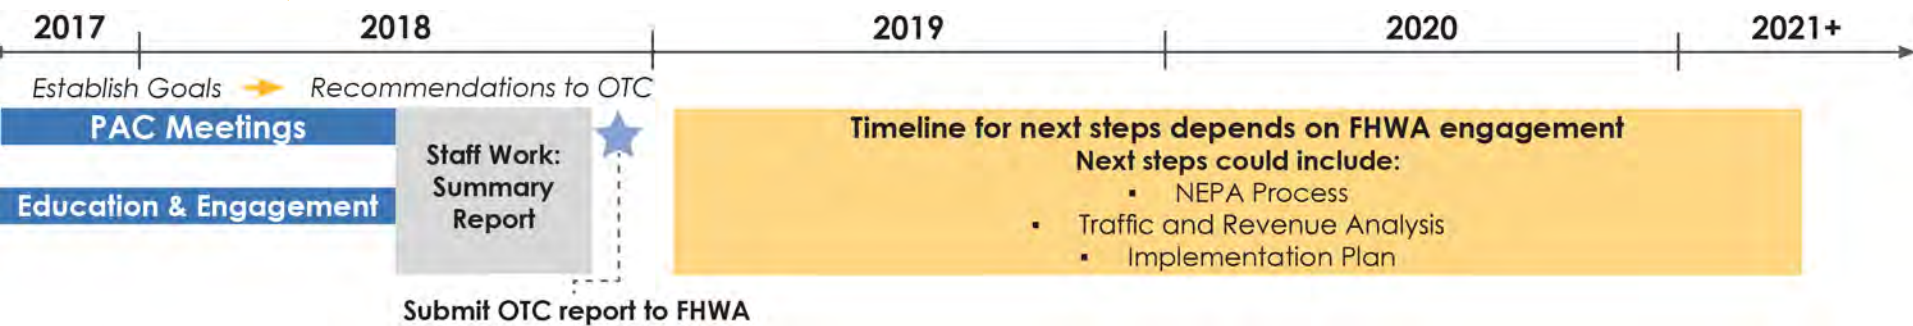 2017 2018 2019 2020 2021+
Establish Goals Recommendations to OTC
PAC Meetings
Education & Engagement
Staff Work:
Summary
Report
Submit OTC report to FHWA
Timeline for next steps depends on FHWA engagement
Next steps could include:
▪ NEPA Process
▪ Traffic and Revenue Analysis
▪ Implementation Plan